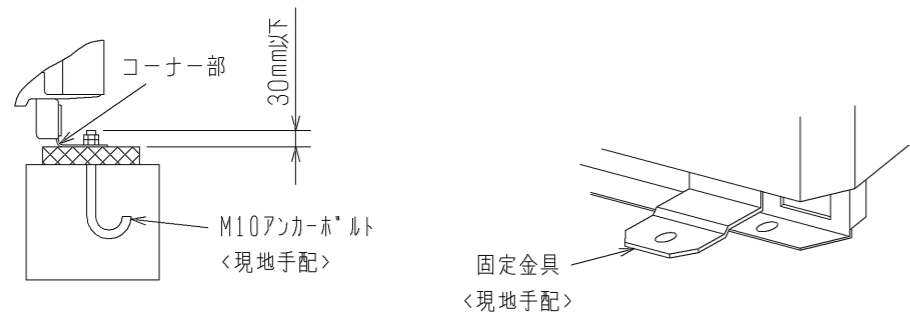 コーナー部
30mm以下
M10アンカーボルト
<現地手配>
固定金具
<現地手配>